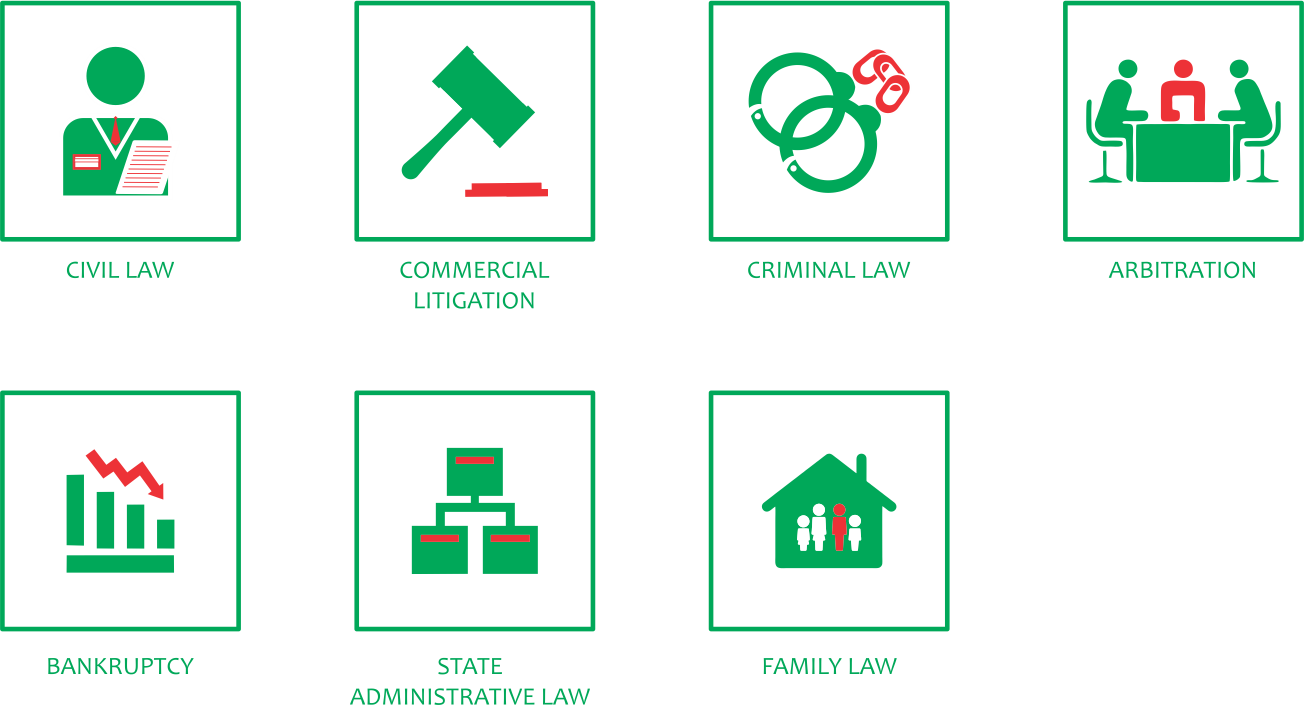 CIVIL LAW
COMMERCIAL
LITIGATION
CRIMINAL LAW
ARBITRATION
BANKRUPTCY
STATE
ADMINISTRATIVE LAW
FAMILY LAW